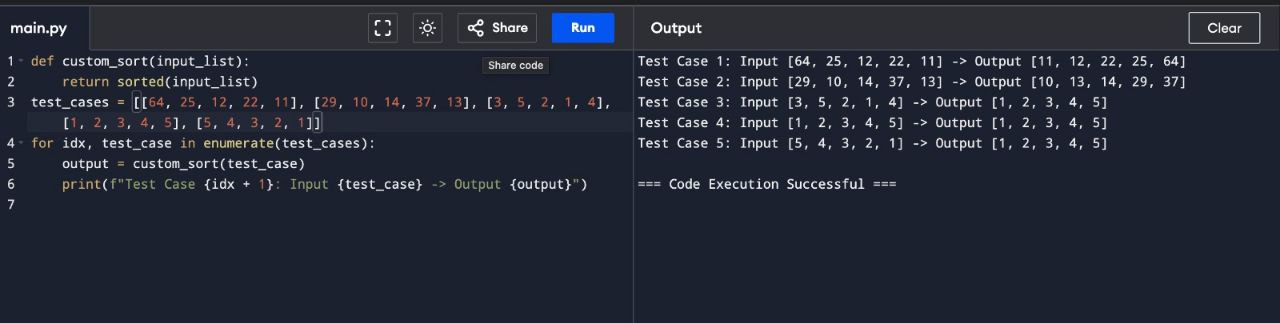 main.py
Share
Run
Output
Clear
Share code
1 def custom_sort(input_list):
2     return sorted(input_list)
3 test_cases = [[64, 25, 12, 22, 11], [29, 10, 14, 37, 13], [3, 5, 2, 1, 4],
    [1, 2, 3, 4, 5], [5, 4, 3, 2, 1]]
4 for idx, test_case in enumerate(test_cases):
5     output = custom_sort(test_case)
6     print(f"Test Case {idx + 1}: Input {test_case} -> Output {output}")
7
Test Case 1: Input [64, 25, 12, 22, 11] -> Output [11, 12, 22, 25, 64]
Test Case 2: Input [29, 10, 14, 37, 13] -> Output [10, 13, 14, 29, 37]
Test Case 3: Input [3, 5, 2, 1, 4] -> Output [1, 2, 3, 4, 5]
Test Case 4: Input [1, 2, 3, 4, 5] -> Output [1, 2, 3, 4, 5]
Test Case 5: Input [5, 4, 3, 2, 1] -> Output [1, 2, 3, 4, 5]
=== Code Execution Successful ===